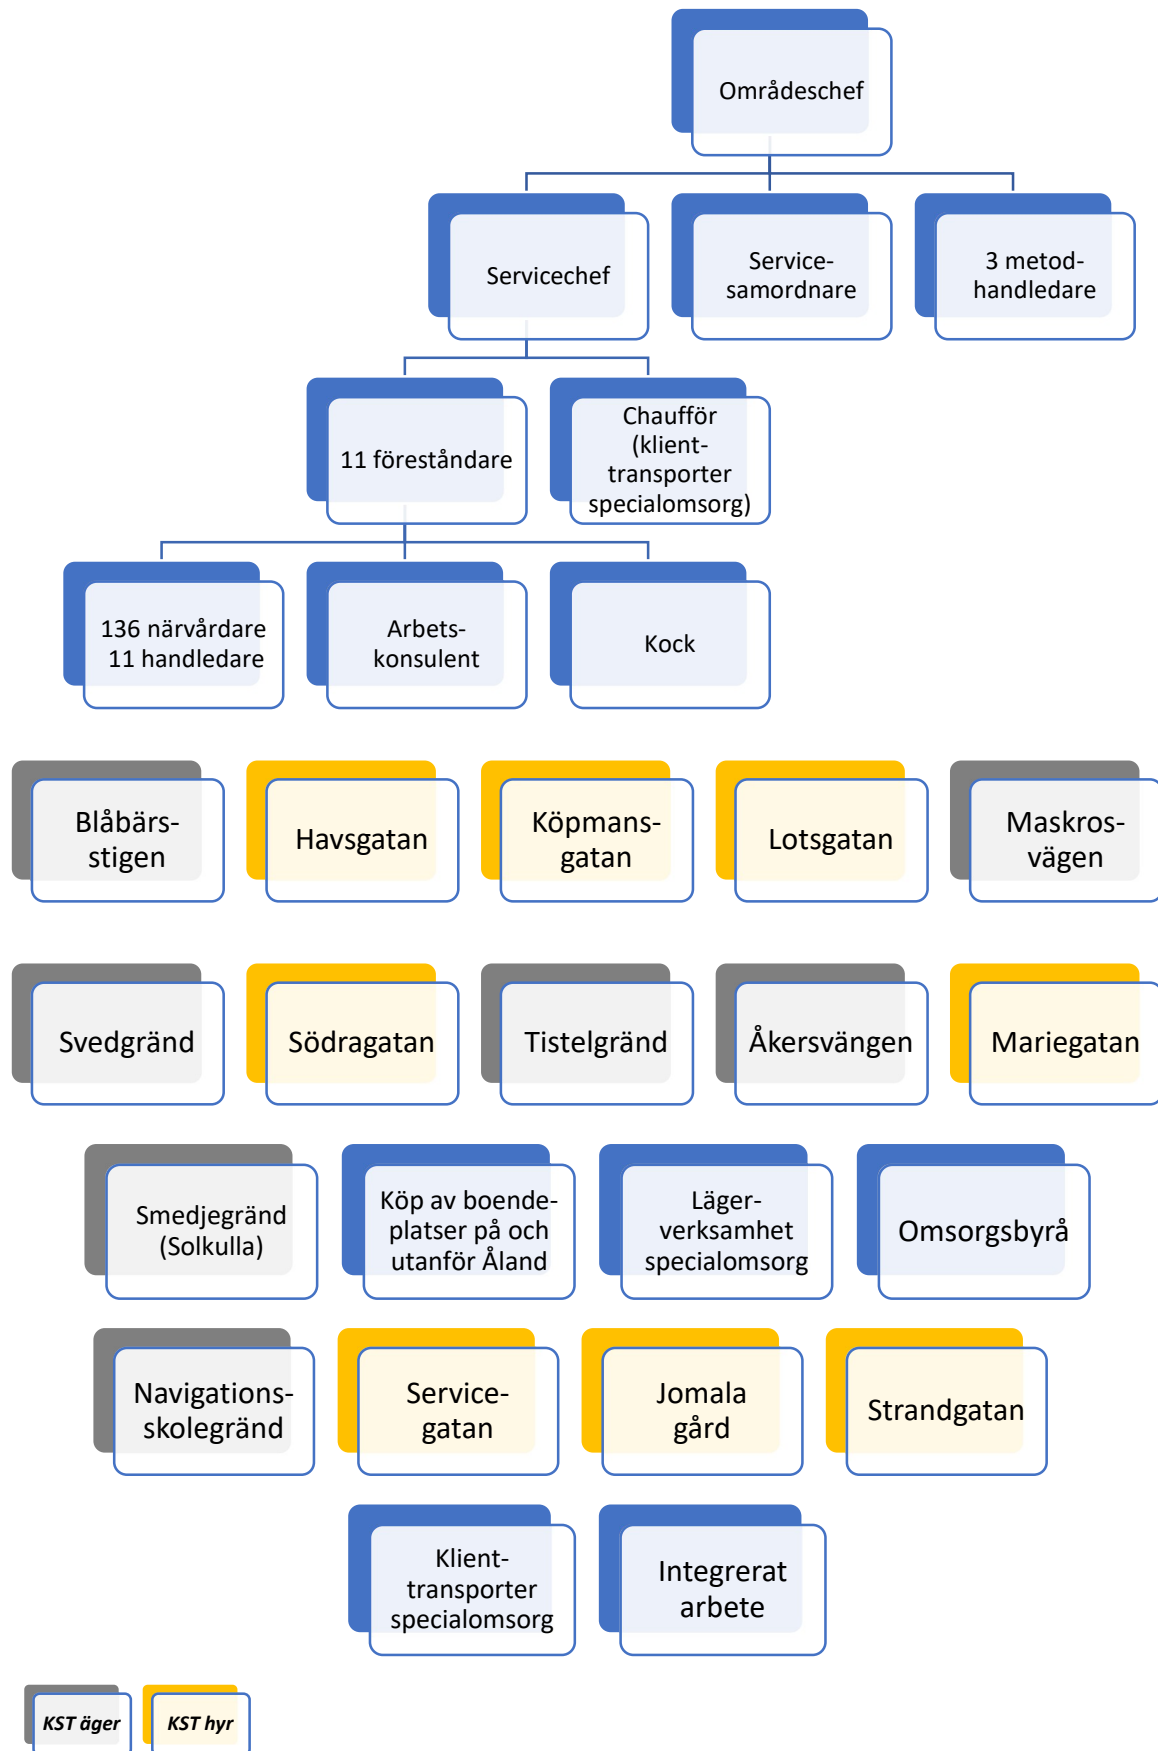 Områdeschef
Servicechef
Service-
samordnare
3 metod-
handledare
11 föreståndare
Chaufför
(klient-
transporter
specialomsorg)
136 närvårdare
11 handledare
Arbets-
konsulent
Kock
Blåbärs-
stigen
Havsgatan
Köpmans-
gatan
Lotsgatan
Maskros-
vägen
Svedgränd
Södragatan
Tistelgränd
Åkersvängen
Mariegatan
Smedjegränd
(Solkulla)
Köp av boende-
platser på och
utanför Åland
Läger-
verksamhet
specialomsorg
Omsorgsbyrå
Navigations-
skolegränd
Service-
gatan
Jomala
gård
Strandgatan
Klient-
transporter
specialomsorg
Integrerat
arbete
KST äger
KST hyr